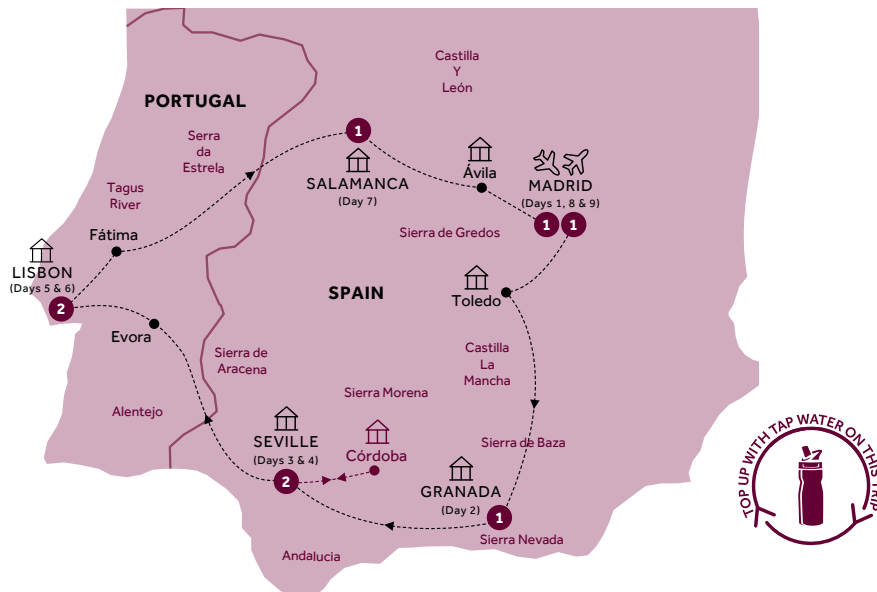 Castilla
Y
León
PORTUGAL
Serra
da
Estrela
1
SALAMANCA
(Day 7)
Ávila
MADRID
(Days 1, 8 & 9)
1
1
Tagus
River
Fátima
Sierra de Gredos
LISBON
(Days 5 & 6)
2
SPAIN
Toledo
Evora
Sierra de
Aracena
Castilla
La
Mancha
Alentejo
Sierra Morena
SEVILLE
(Days 3 & 4)
2
Córdoba
Sierra de Baza
GRANADA
(Day 2)
1
Sierra Nevada
Andalucia
TOP UP WITH TAP WATER ON THIS TRIP